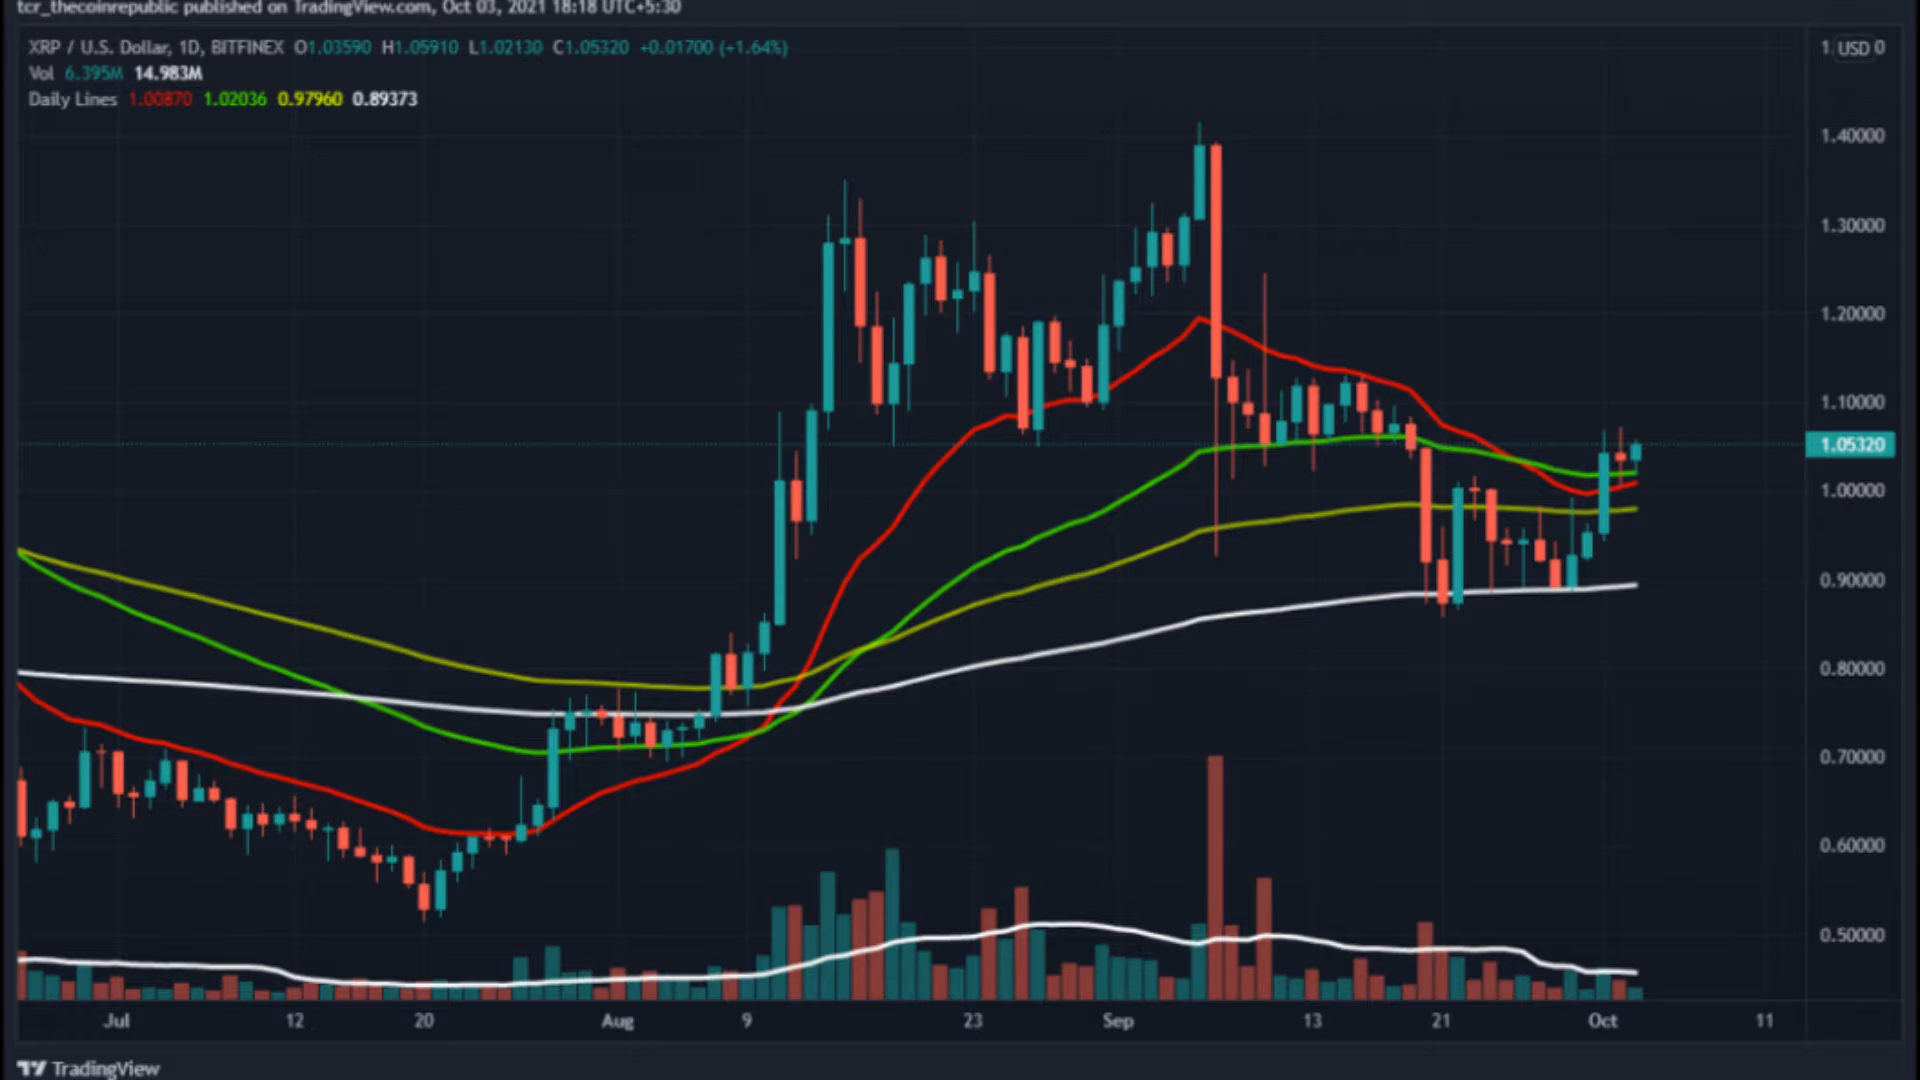 tcr_thecoinrepublic published on TradingView.com, Oct 03, 2021 18:18 UTC+5:30
XRP / U.S. Dollar, 1D, BITFINEX O1.03590 H1.05910 L1.02130 C1.05320 +0.01700 (+1.64%)
Vol 6.395M 14.983M
Daily Lines 1.00870 1.02036 0.97960 0.89373
USD
1.40000
1.30000
1.20000
1.10000
1.05320
1.00000
0.90000
0.80000
0.70000
0.60000
0.50000
Jul 12 20 Aug 9 23 Sep 13 21 Oct 11
TradingView